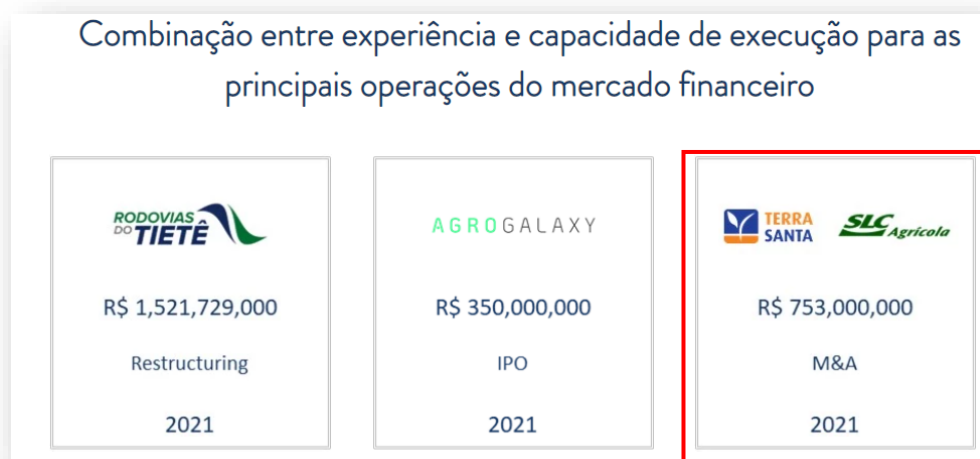 Combinação entre experiência e capacidade de execução para as
principais operações do mercado financeiro
RODOVIAS
DO TIETÊ
R$ 1,521,729,000
Restructuring
2021
AGROGALAXY
R$ 350,000,000
IPO
2021
TERRA
SANTA
SLC Agrícola
R$ 753,000,000
M&A
2021